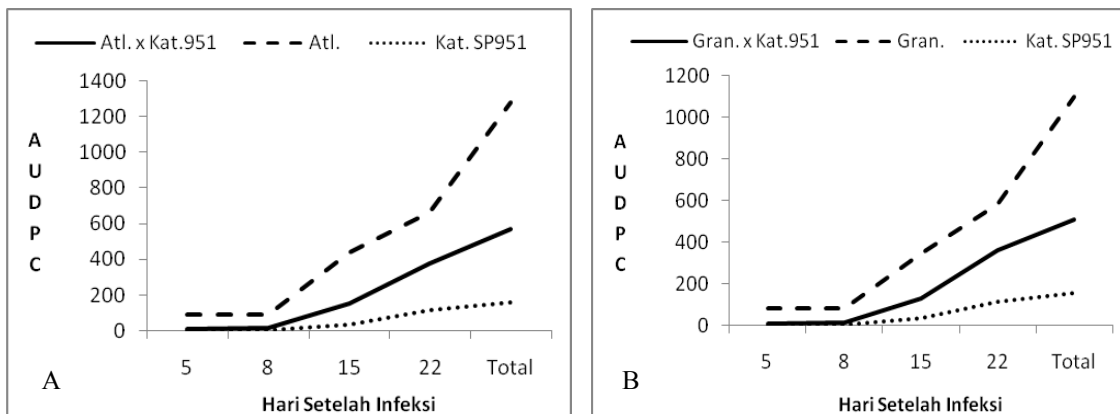 Atl. x Kat.951 Atl. Kat. SP951
1400
1200
1000
800
600
400
200
0
A
U
D
P
C
5 8 15 22 Total
Hari Setelah Infeksi
A
Gran. x Kat.951 Gran. Kat. SP951
1200
1000
800
600
400
200
0
A
U
D
P
C
5 8 15 22 Total
Hari Setelah Infeksi
B